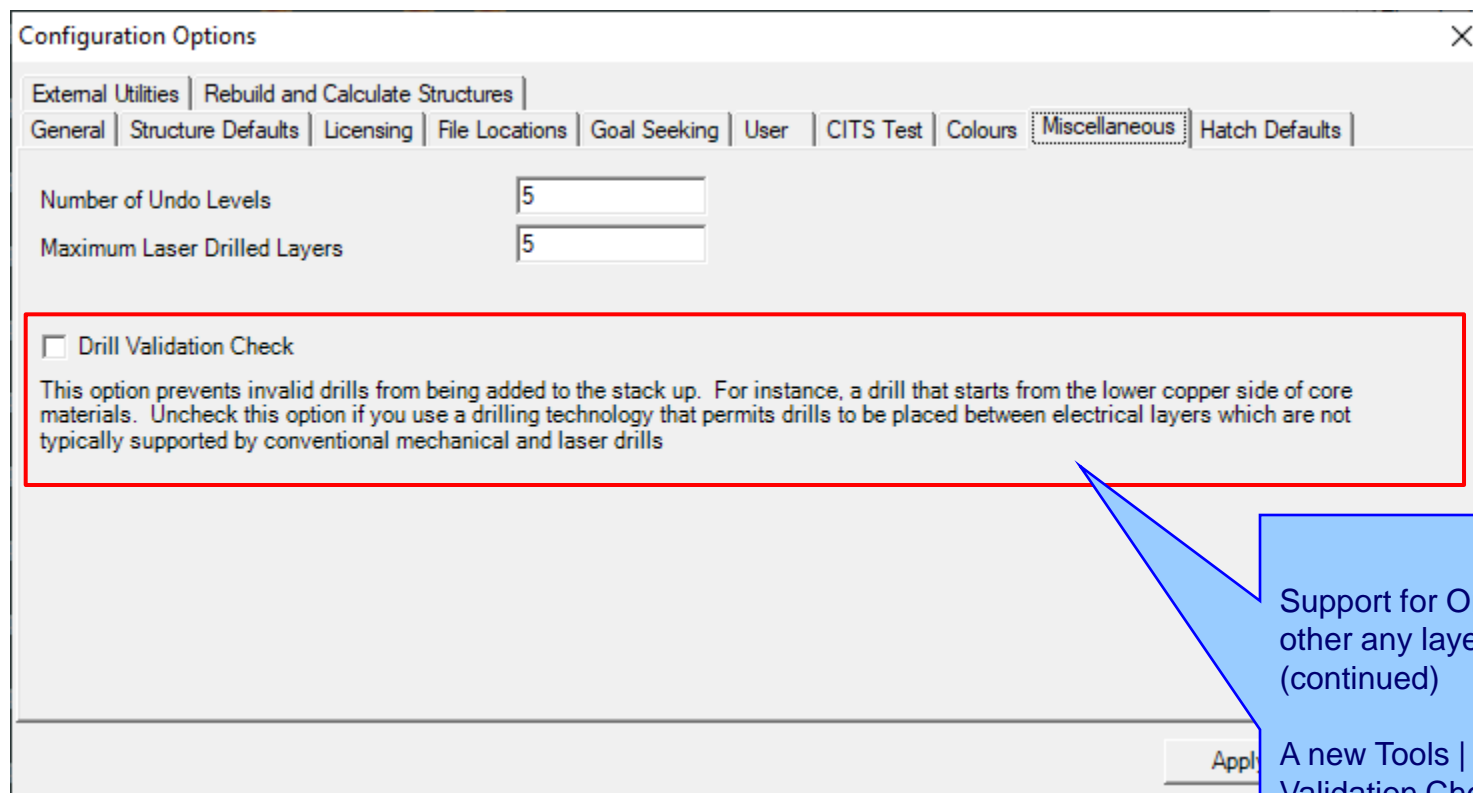 Configuration Options
External Utilities Rebuild and Calculate Structures
General Structure Defaults Licensing File Locations Goal Seeking User CITS Test Colours Miscellaneous Hatch Defaults
Number of Undo Levels 5
Maximum Laser Drilled Layers 5
Drill Validation Check
This option prevents invalid drills from being added to the stack up. For instance, a drill that starts from the lower copper side of core
materials. Uncheck this option if you use a drilling technology that permits drills to be placed between electrical layers which are not
typically supported by conventional mechanical and laser drills
Support for
other any
(continued)
Apply
A new Tools |
Validation